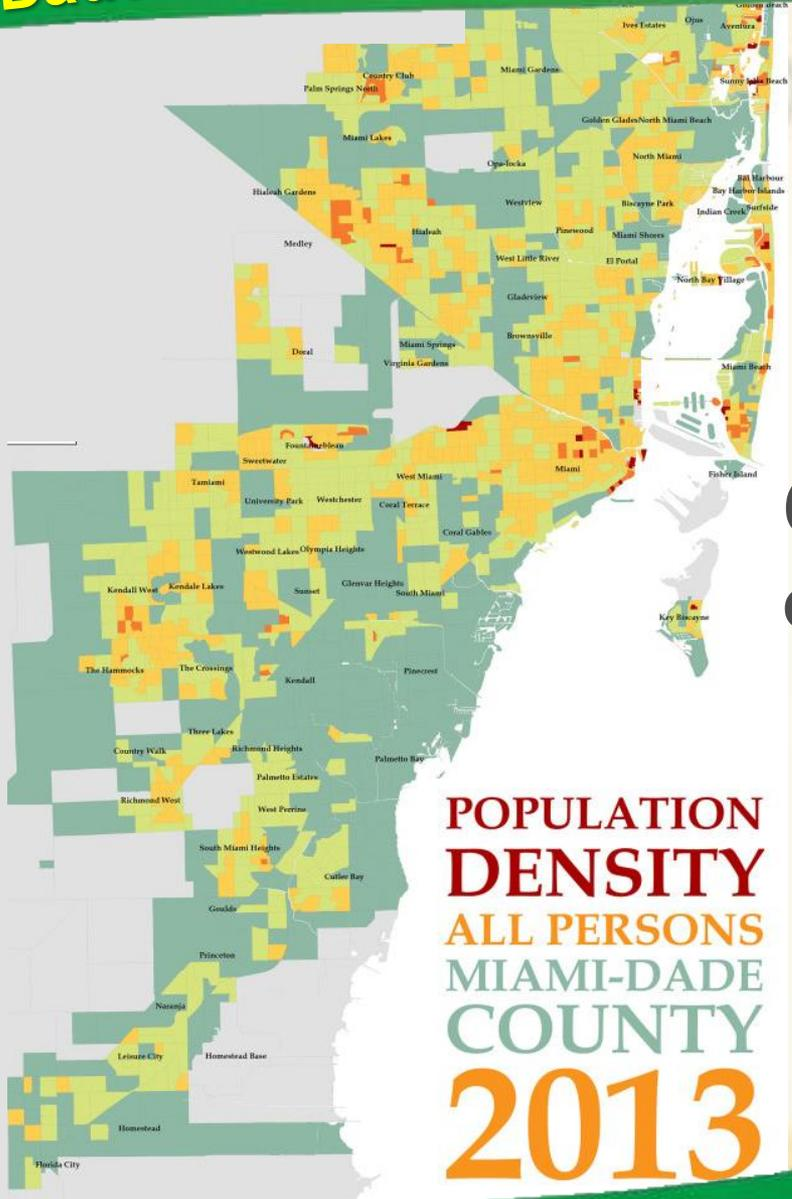 Golden Beach
Ives Estates
Ojus
Aventura
Country Club
Miami Gardens
Palm Springs North
Sunny Isles Beach
Golden Glades
North Miami Beach
Miami Lakes
North Miami
Opa-locka
Bal Harbour
Hialeah Gardens
Bay Harbor Islands
Westview
Biscayne Park
Indian Creek
Surfside
Hialeah
Pinewood
Miami Shores
Medley
West Little River
El Portal
North Bay Village
Gladeview
Brownsville
Miami Springs
Doral
Virginia Gardens
Miami Beach
Fountainebleau
Sweetwater
Miami
Tamiami
West Miami
Fisher Island
University Park
Westchester
Coral Terrace
Coral Gables
Westwood Lakes
Olympia Heights
Kendall West
Kendale Lakes
Sunset
Glenvar Heights
South Miami
Key Biscayne
The Hammocks
The Crossings
Kendall
Pinecrest
Three Lakes
Country Walk
Richmond Heights
Palmetto Bay
Palmetto Estates
Richmond West
West Perrine
South Miami Heights
Cutler Bay
Goulds
Princeton
Naranja
Leisure City
Homestead Base
Homestead
Florida City
POPULATION
DENSITY
ALL PERSONS
MIAMI-DADE
COUNTY
2013